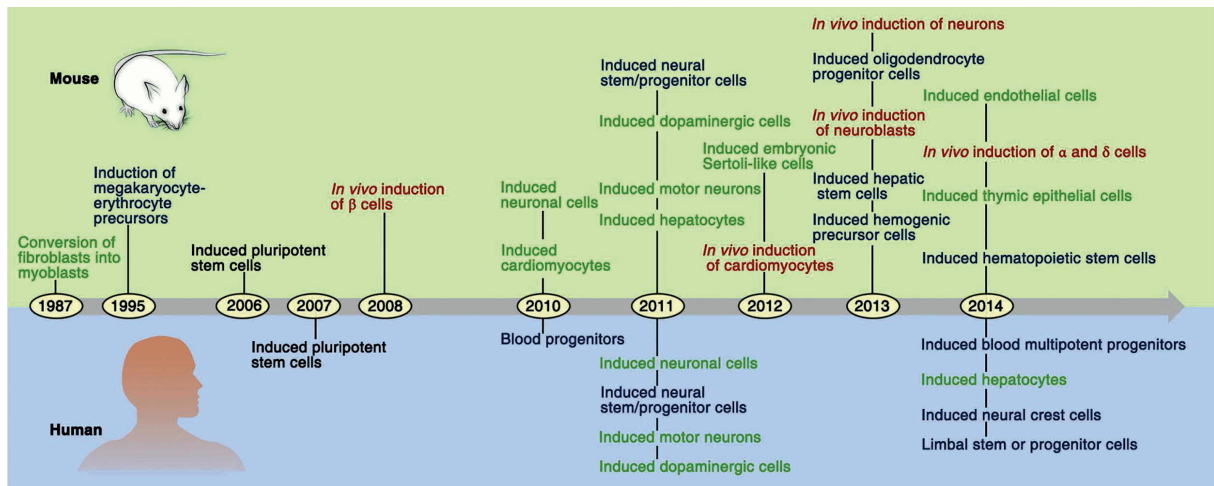 Mouse
Conversion of
fibroblasts into
myoblasts
Induction of
megakaryocyte-
erythrocyte
precursors
Induced pluripotent
stem cells
In vivo induction
of β cells
Induced
neuronal cells
Induced
cardiomyocytes
Induced neural
stem/progenitor cells
Induced dopaminergic cells
Induced motor neurons
Induced hepatocytes
Induced embryonic
Sertoli-like cells
In vivo induction
of cardiomyocytes
In vivo induction of neurons
Induced oligodendrocyte
progenitor cells
In vivo induction
of neuroblasts
Induced hepatic
stem cells
Induced hemogenic
precursor cells
Induced endothelial cells
In vivo induction of α and δ cells
Induced thymic epithelial cells
Induced hematopoietic stem cells
1987
1995
2006
2007
2008
2010
2011
2012
2013
2014
Human
Induced pluripotent
stem cells
Blood progenitors
Induced neuronal cells
Induced neural
stem/progenitor cells
Induced motor neurons
Induced dopaminergic cells
Induced blood multipotent progenitors
Induced hepatocytes
Induced neural crest cells
Limbal stem or progenitor cells